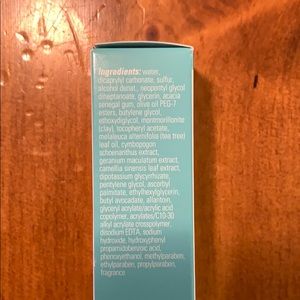 Ingredients: water,
dicaprylyl carbonate, sulfur,
alcohol denat., neopentyl glycol
diheptanoate, glycerin, acacia
senegal gum, olive oil PEG-7
esters, butylene glycol,
ethoxydiglycol, montmorillonite
(clay), tocopheryl acetate,
melaleuca alternifolia (tea tree)
leaf oil, cymbopogon
schoenanthus extract,
geranium maculatum extract,
camellia sinensis leaf extract,
dipotassium glycyrrhizate,
pentylene glycol, ascorbyl
palmitate, ethylhexylglycerin,
butyl avocadate, allantoin,
glyceryl acrylate/acrylic acid
copolymer, acrylates/C10-30
alkyl acrylate crosspolymer,
disodium EDTA, sodium
hydroxide, hydroxyphenyl
propamidobenzoic acid,
phenoxyethanol, methylparaben,
ethylparaben, propylparaben,
fragrance